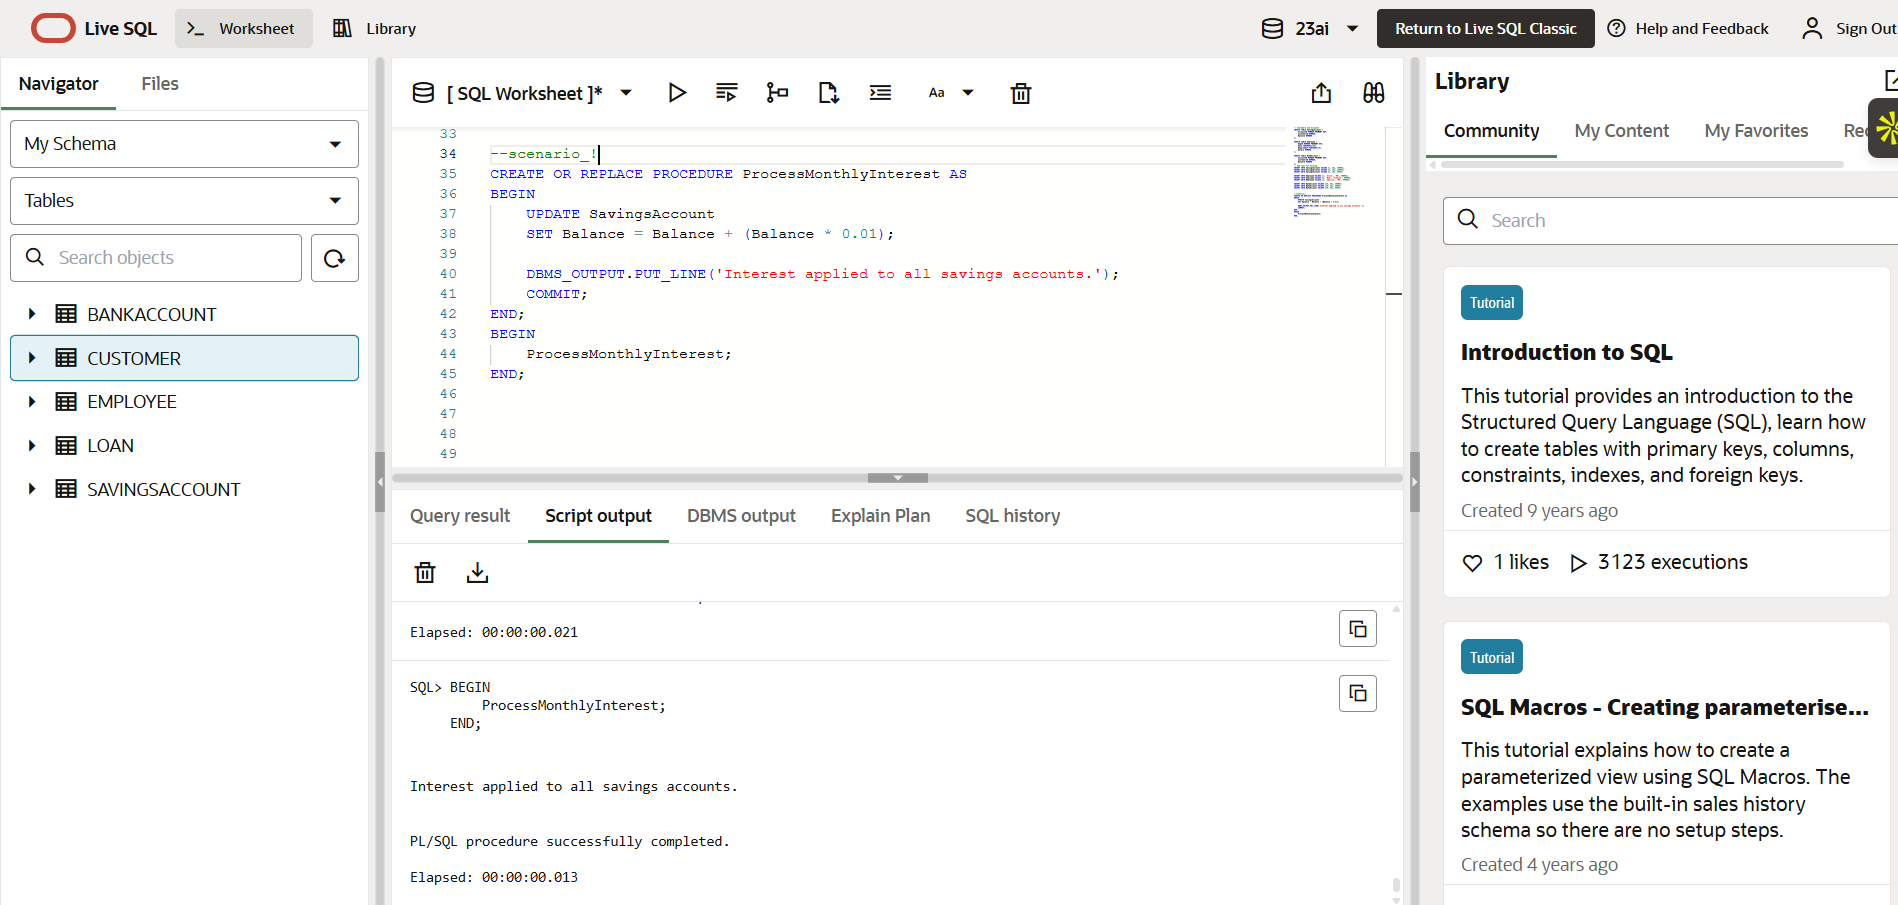 Live SQL
Worksheet
Library
23ai
Return to Live SQL Classic
Help and Feedback
Sign Out
Navigator
Files
My Schema
Tables
Search objects
BANKACCOUNT
CUSTOMER
EMPLOYEE
LOAN
SAVINGSACCOUNT
[ SQL Worksheet ]*
Aa
33
34 --scenario_!
35 CREATE OR REPLACE PROCEDURE ProcessMonthlyInterest AS
36 BEGIN
37 UPDATE SavingsAccount
38 SET Balance = Balance + (Balance * 0.01);
39
40 DBMS_OUTPUT.PUT_LINE('Interest applied to all savings accounts.');
41 COMMIT;
42 END;
43 BEGIN
44 ProcessMonthlyInterest;
45 END;
46
47
48
49
Query result
Script output
DBMS output
Explain Plan
SQL history
Elapsed: 00:00:00.021
SQL> BEGIN
ProcessMonthlyInterest;
END;
Interest applied to all savings accounts.
PL/SQL procedure successfully completed.
Elapsed: 00:00:00.013
Library
Community
My Content
My Favorites
Search
Tutorial
Introduction to SQL
This tutorial provides an introduction to the
Structured Query Language (SQL), learn how
to create tables with primary keys, columns,
constraints, indexes, and foreign keys.
Created 9 years ago
1 likes
3123 executions
Tutorial
SQL Macros - Creating parameterise...
This tutorial explains how to create a
parameterized view using SQL Macros. The
examples use the built-in sales history
schema so there are no setup steps.
Created 4 years ago